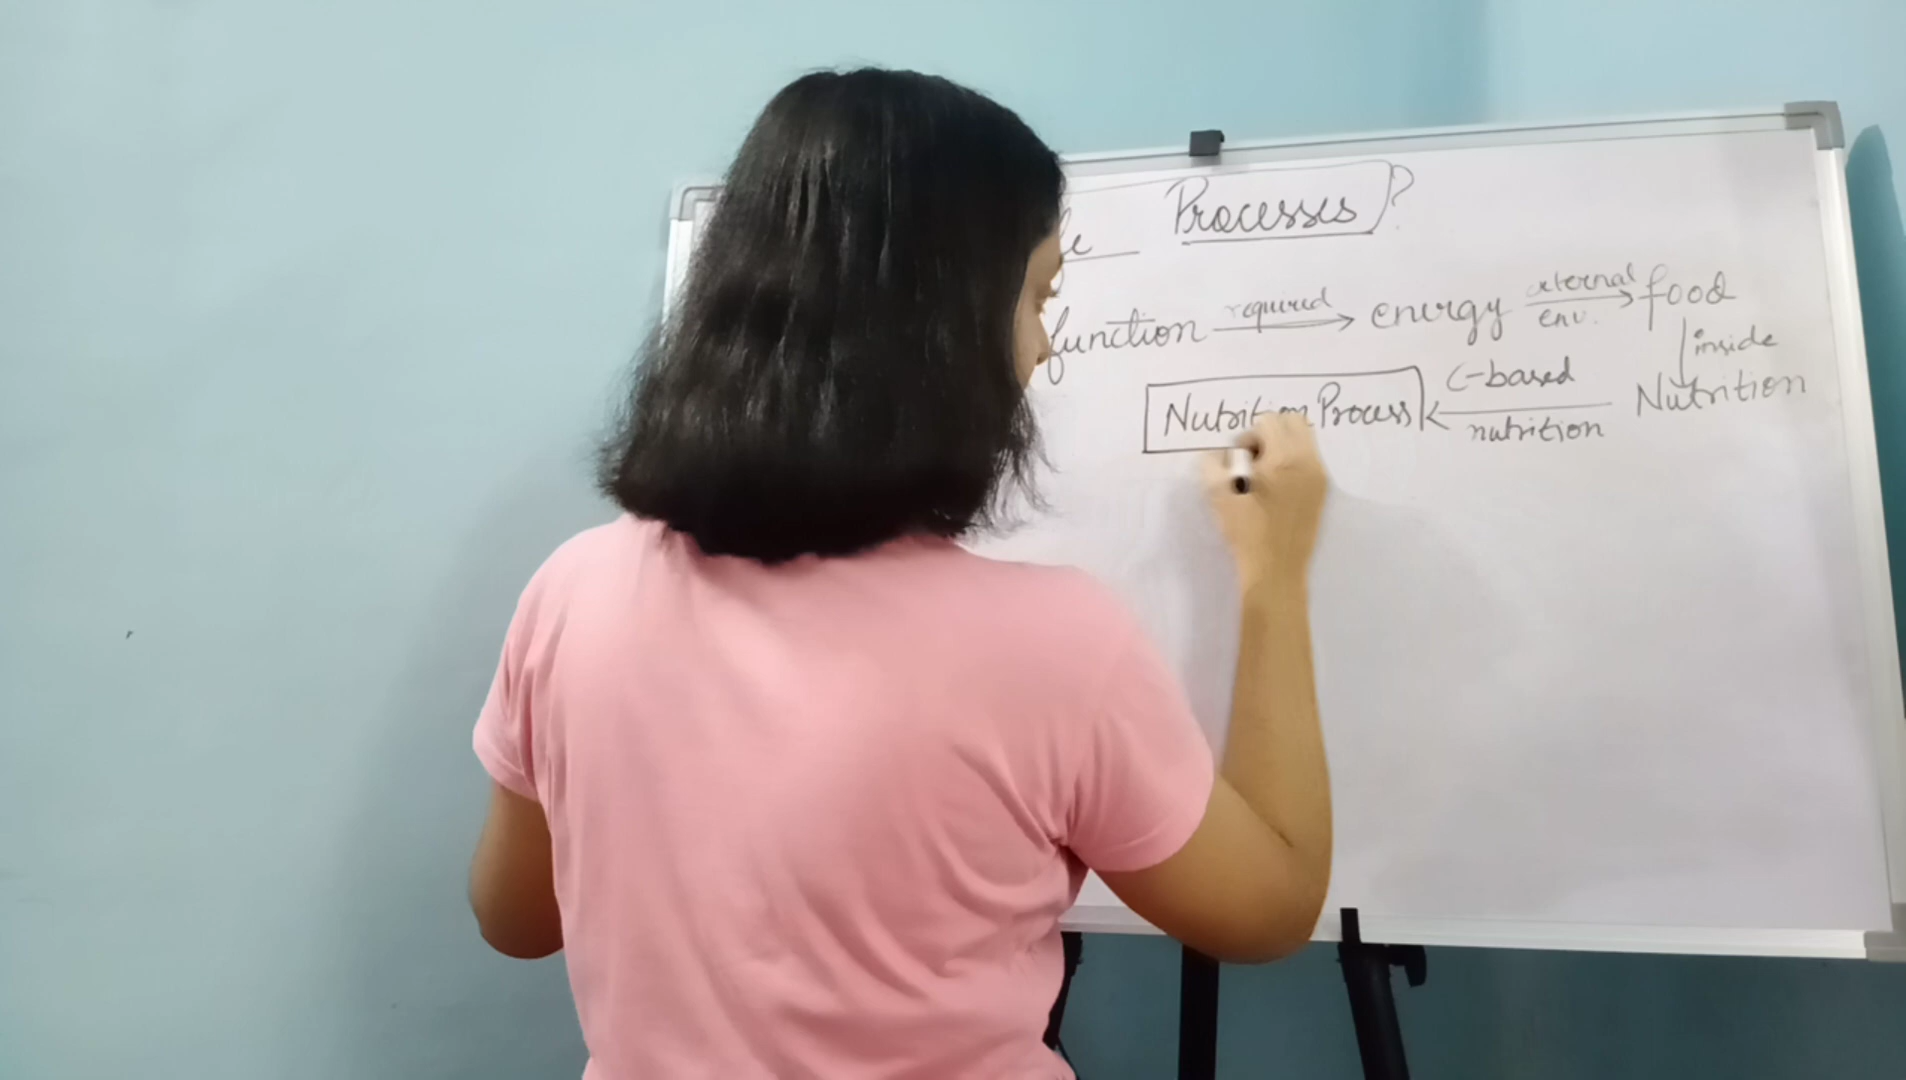 Processes?
function required energy external env. food
inside
Nutrition Process C-based nutrition Nutrition